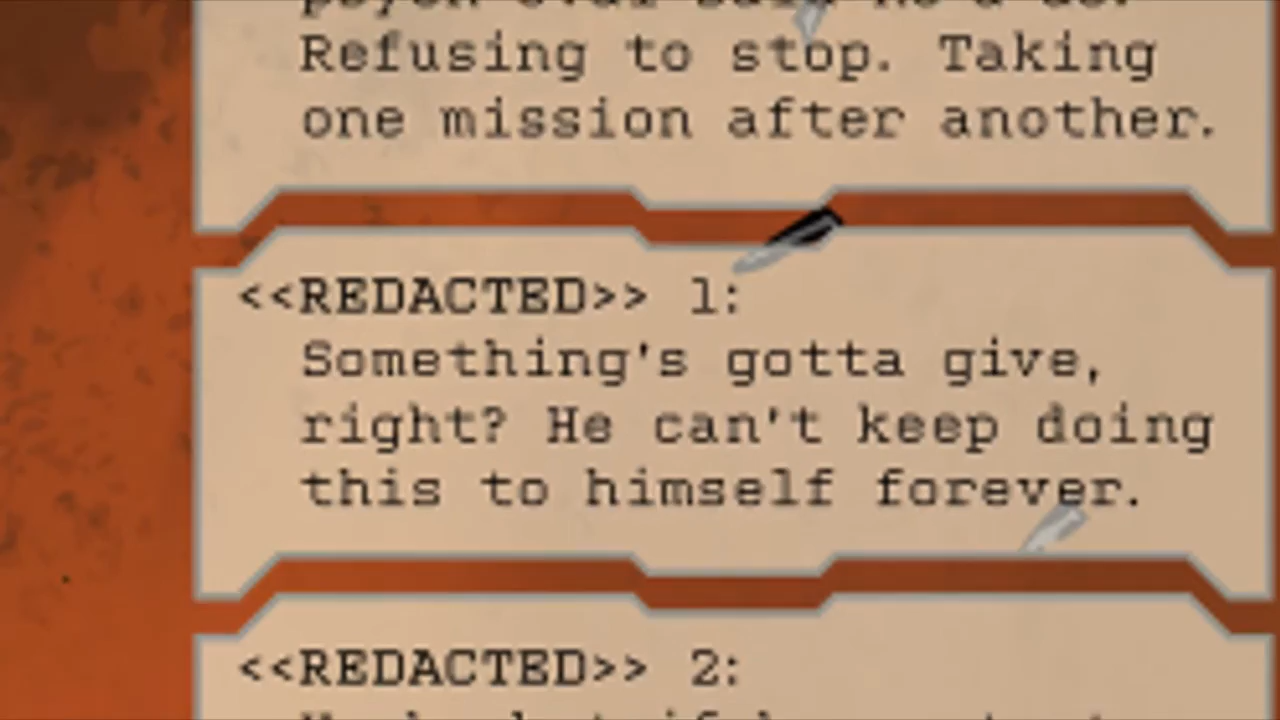 Refusing to stop. Taking
one mission after another.
<<REDACTED>> 1:
Something's gotta give,
right? He can't keep doing
this to himself forever.
<<REDACTED>> 2: